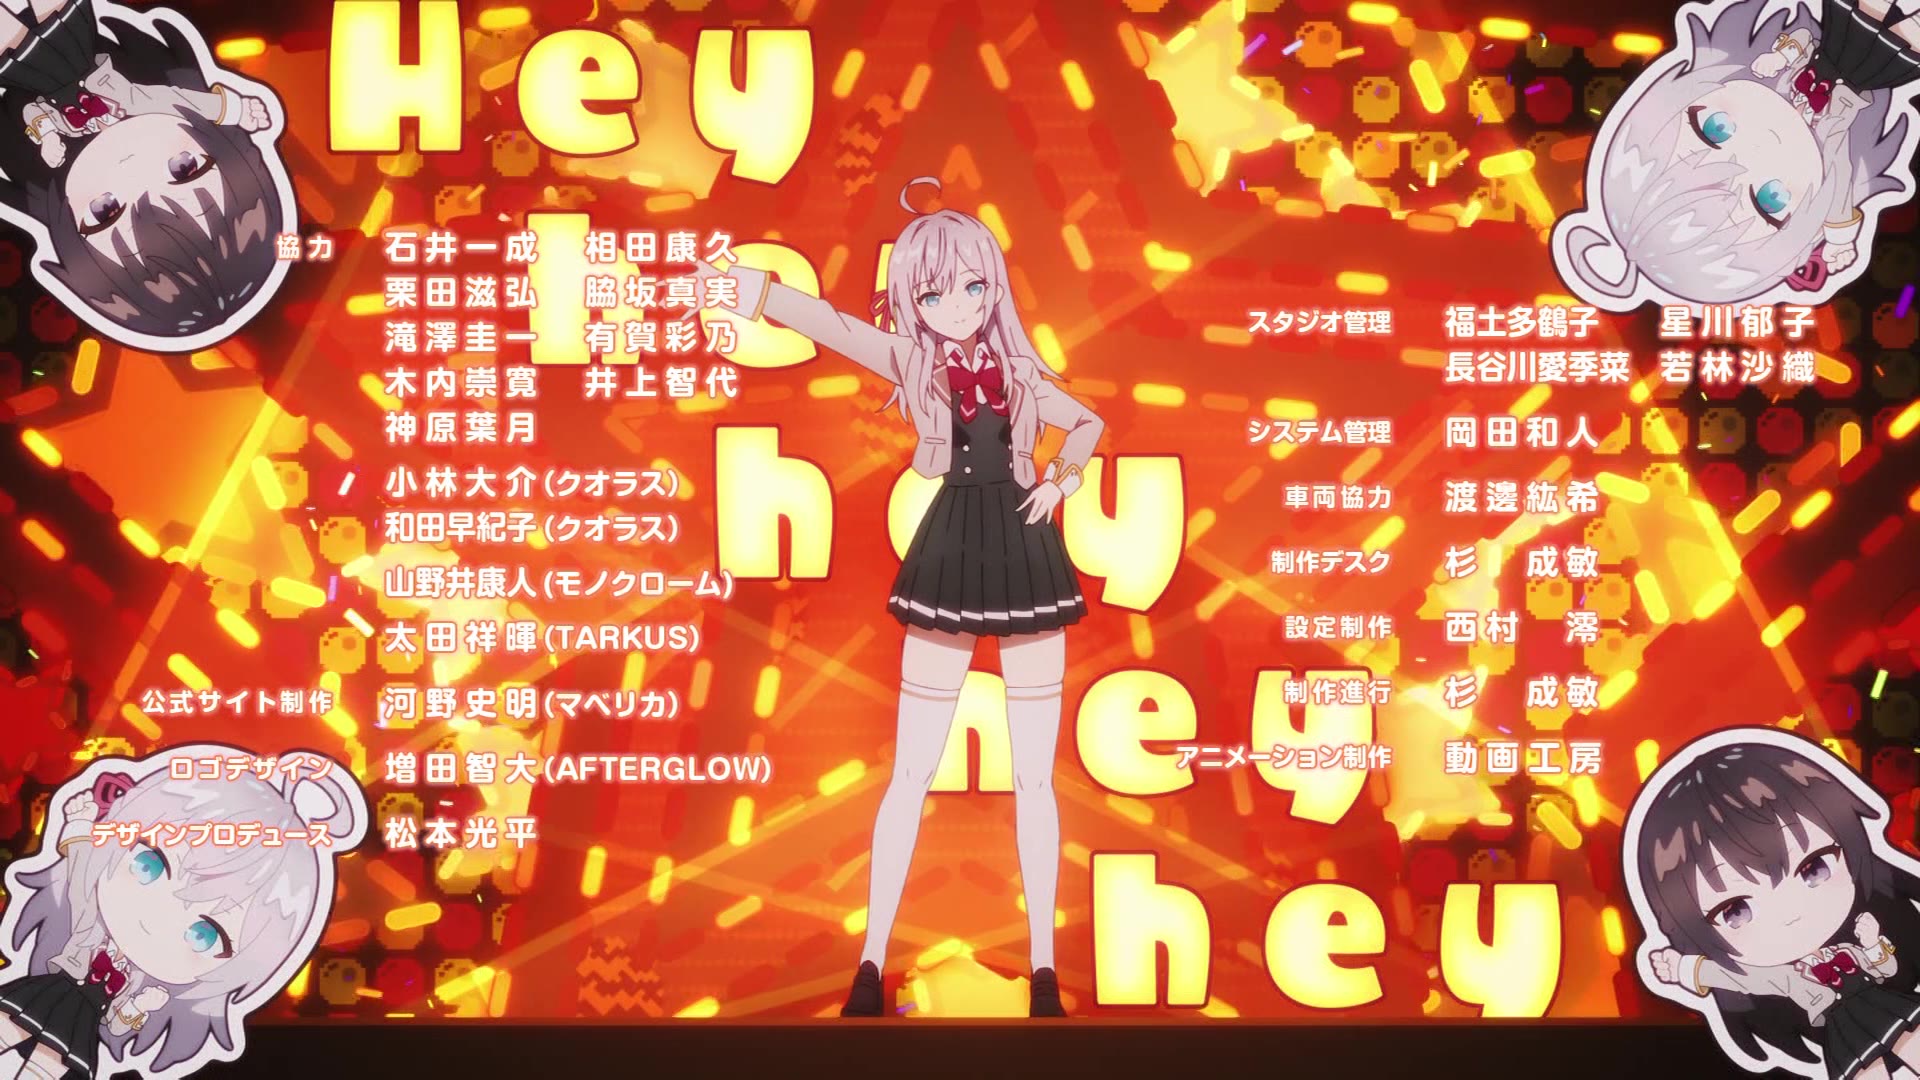 Hey
hey
hey
hey
hey
協力 石井一成 相田康久
栗田滋弘 脇坂真実
滝澤圭一 有賀彩乃
木内崇寛 井上智代
神原葉月
小林大介(クオラス)
和田早紀子(クオラス)
山野井康人(モノクローム)
太田祥暉(TARKUS)
公式サイト制作 河野史明(マベリカ)
ロゴデザイン 増田智大(AFTERGLOW)
デザインプロデュース 松本光平
スタジオ管理 福土多鶴子 星川郁子
長谷川愛季菜 若林沙織
システム管理 岡田和人
車両協力 渡邊紘希
制作デスク 杉 成敏
設定制作 西村 澪
制作進行 杉 成敏
アニメーション制作 動画工房